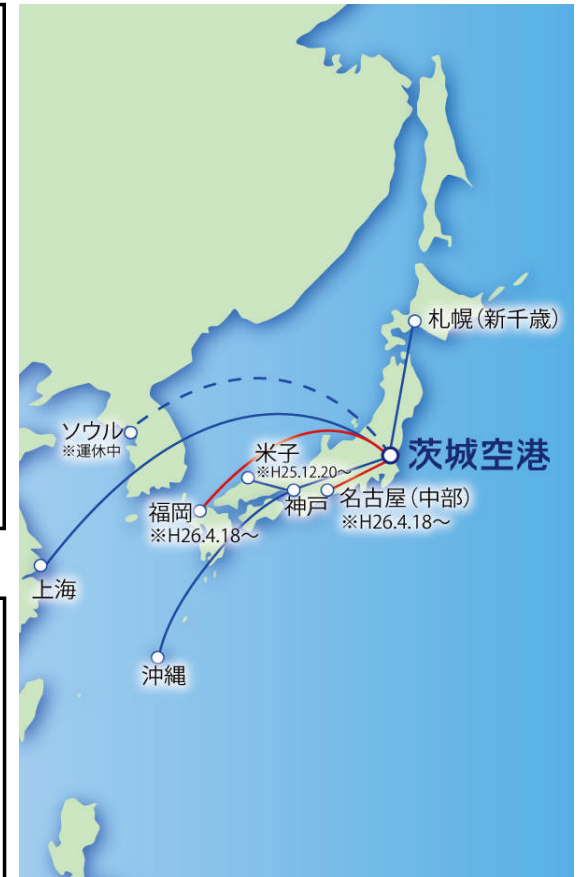 札幌（新千歳）
ソウル
※運休中
茨城空港
米子
※H25.12.20～
福岡
※H26.4.18～
神戸
名古屋（中部）
※H26.4.18～
上海
沖縄